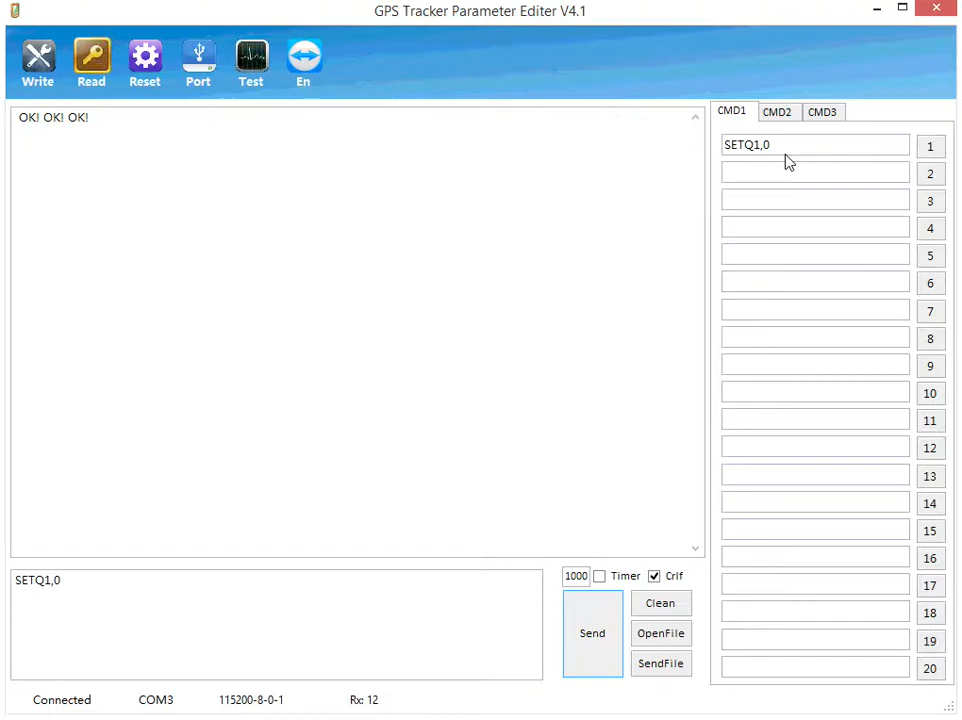 GPS Tracker Parameter Editer V4.1
Write Read Reset Port Test En
OK! OK! OK!
CMD1 CMD2 CMD3
SETQ1,0 1
2
3
4
5
6
7
8
9
10
11
12
13
14
15
16
17
18
19
20
SETQ1,0
1000 Timer Crlf
Clean
Send
OpenFile
SendFile
Connected COM3 115200-8-0-1 Rx: 12